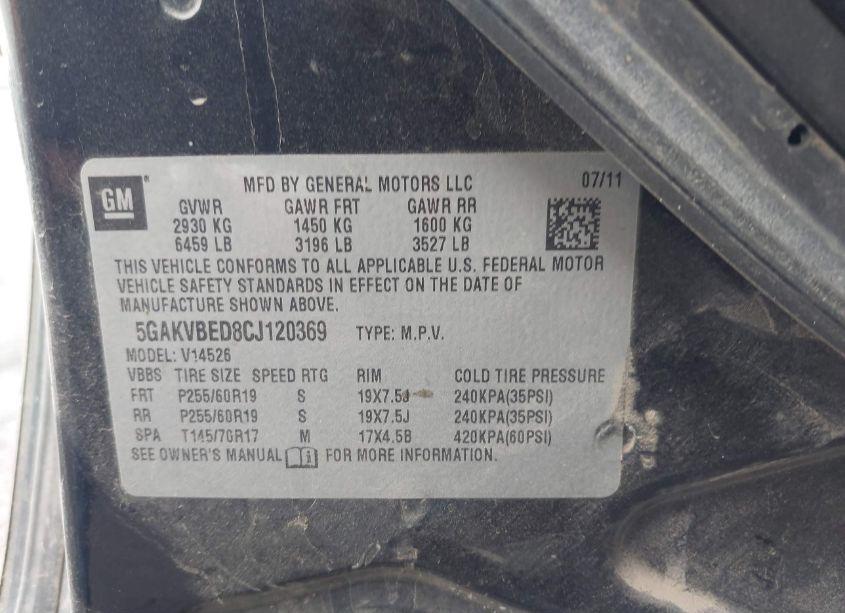 GM ® MFD BY GENERAL MOTORS LLC 07/11
GVWR GAWR FRT GAWR RR
2930 KG 1450 KG 1600 KG
6459 LB 3196 LB 3527 LB
THIS VEHICLE CONFORMS TO ALL APPLICABLE U.S. FEDERAL MOTOR
VEHICLE SAFETY STANDARDS IN EFFECT ON THE DATE OF
MANUFACTURE SHOWN ABOVE.
5GAKVBED8CJ120369 TYPE: M.P.V.
MODEL: V14526
VBBS TIRE SIZE SPEED RTG RIM COLD TIRE PRESSURE
FRT P255/60R19 S 19X7.5J 240KPA(35PSI)
RR P255/60R19 S 19X7.5J 240KPA(35PSI)
SPA T145/70R17 M 17X4.5B 420KPA(60PSI)
SEE OWNER'S MANUAL FOR MORE INFORMATION.